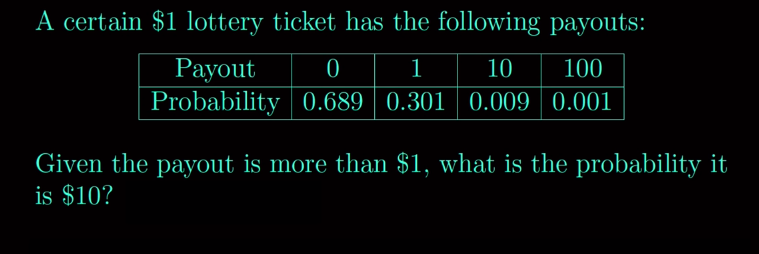 A certain $1 lottery ticket has the following payouts:
Payout 0 1 10 100
Probability 0.689 0.301 0.009 0.001
Given the payout is more than $1, what is the probability it
is $10?